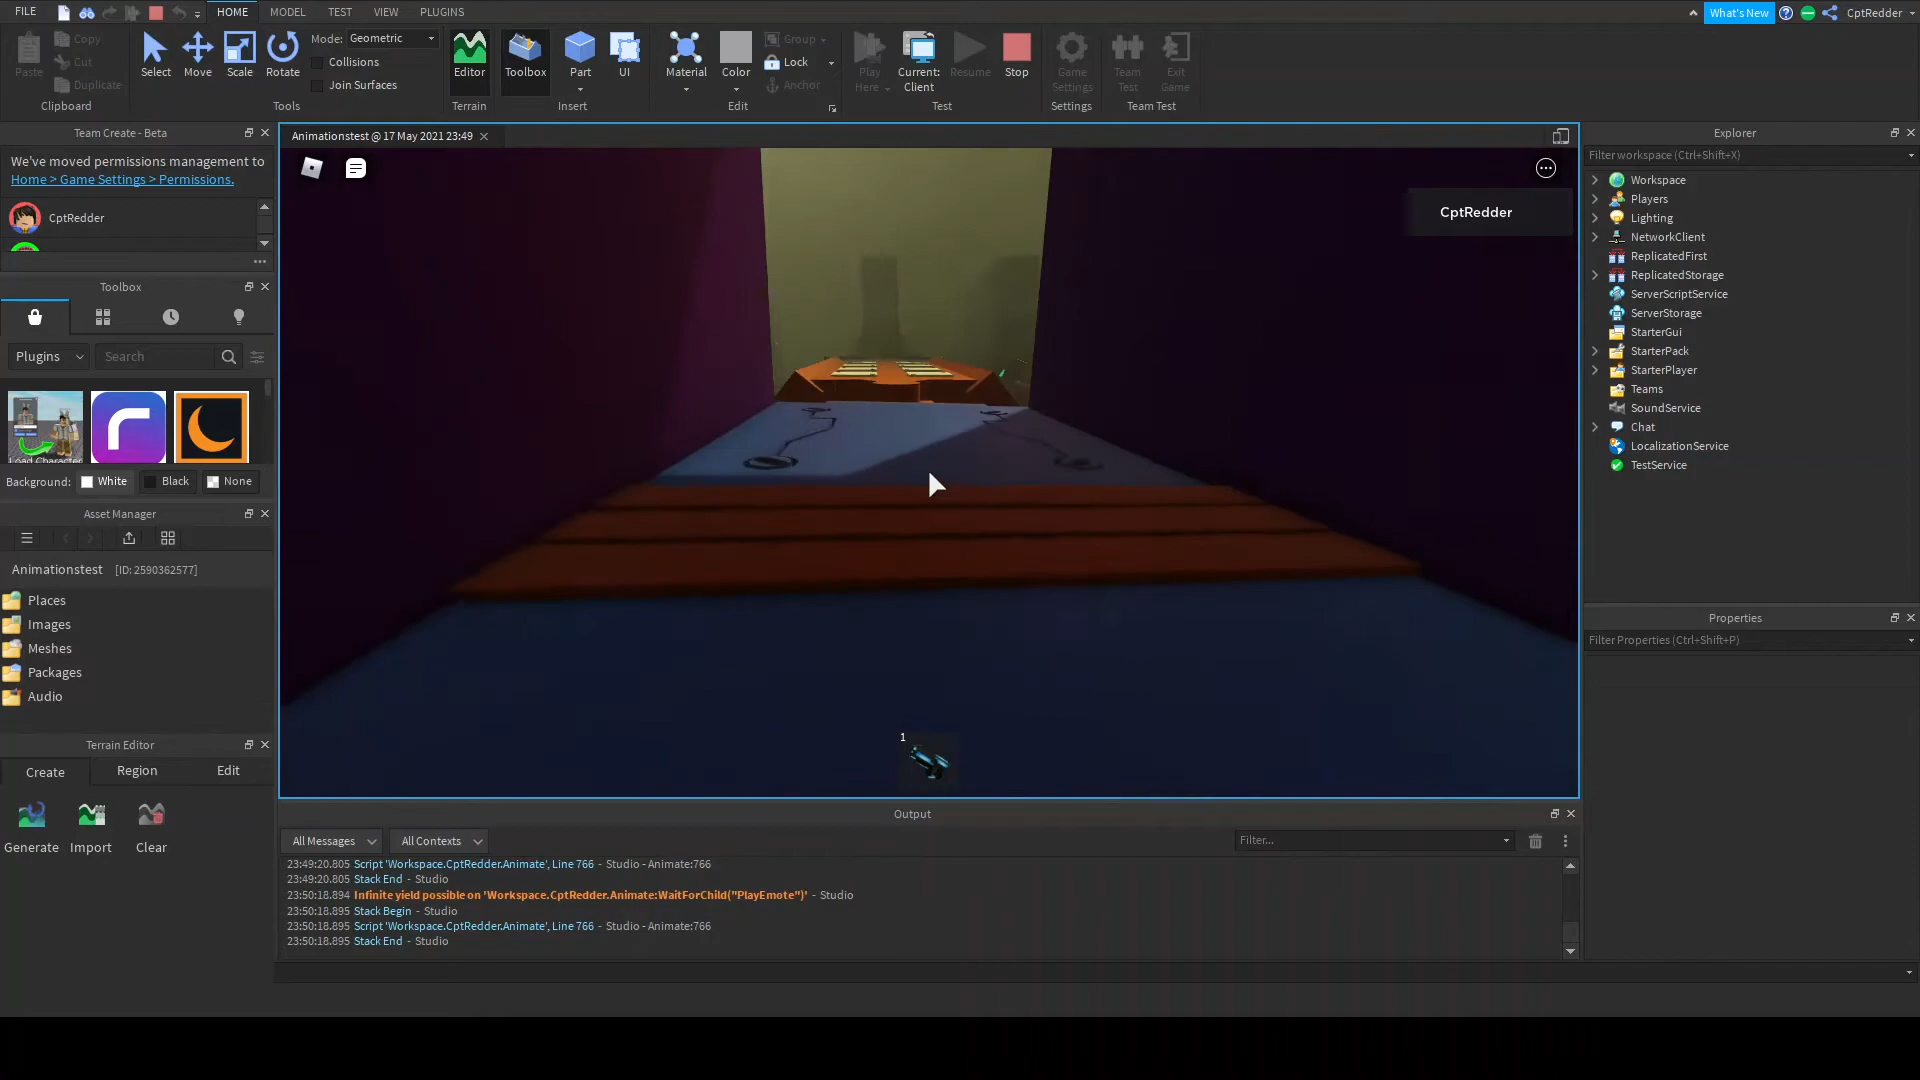 FILE
HOME
MODEL
TEST
VIEW
PLUGINS
What's New
CptRedder
Paste
Copy
Cut
Duplicate
Clipboard
Select
Move
Scale
Rotate
Mode: Geometric
Collisions
Join Surfaces
Tools
Editor
Terrain
Toolbox
Part
UI
Insert
Material
Color
Group
Lock
Anchor
Edit
Play
Here
Current:
Client
Resume
Stop
Test
Game
Settings
Settings
Team
Test
Exit
Game
Team Test
Team Create - Beta
We've moved permissions management to
Home > Game Settings > Permissions.
CptRedder
Toolbox
Plugins
Search
Load Character
Background:
White
Black
None
Asset Manager
Animationstest [ID: 2590362577]
Places
Images
Meshes
Packages
Audio
Terrain Editor
Create
Region
Edit
Generate
Import
Clear
Animationstest @ 17 May 2021 23:49
CptRedder
1
Output
All Messages
All Contexts
Filter...
23:49:20.805 Script 'Workspace.CptRedder.Animate', Line 766 - Studio - Animate:766
23:49:20.805 Stack End - Studio
23:50:18.894 Infinite yield possible on 'Workspace.CptRedder.Animate:WaitForChild("PlayEmote")' - Studio
23:50:18.895 Stack Begin - Studio
23:50:18.895 Script 'Workspace.CptRedder.Animate', Line 766 - Studio - Animate:766
23:50:18.895 Stack End - Studio
Explorer
Filter workspace (Ctrl+Shift+X)
Workspace
Players
Lighting
NetworkClient
ReplicatedFirst
ReplicatedStorage
ServerScriptService
ServerStorage
StarterGui
StarterPack
StarterPlayer
Teams
SoundService
Chat
LocalizationService
TestService
Properties
Filter Properties (Ctrl+Shift+P)